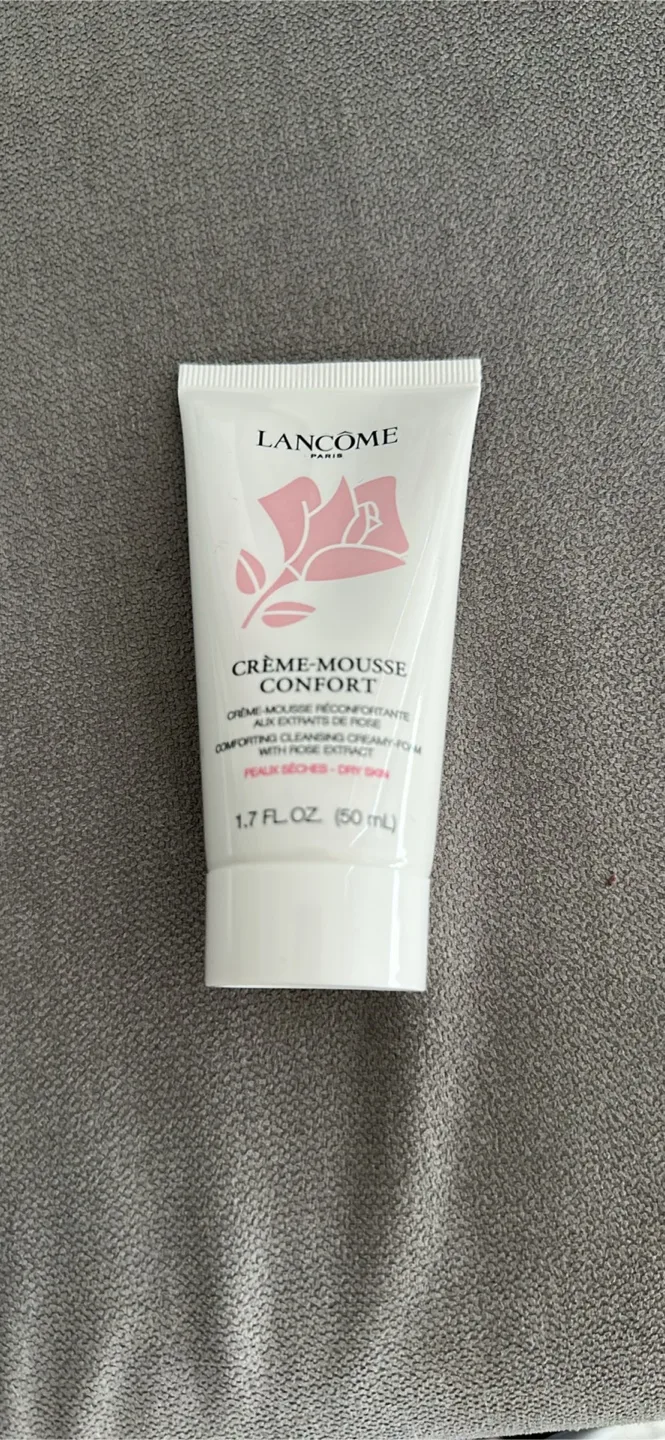 LANCÔME
PARIS
CRÈME-MOUSSE
CONFORT
CRÈME-MOUSSE RÉCONFORTANTE
AUX EXTRAITS DE ROSE
COMFORTING CLEANSING CREAMY-FOAM
WITH ROSE EXTRACT
PEAUX SÈCHES - DRY SKIN
1.7 FL. OZ. (50 mL)